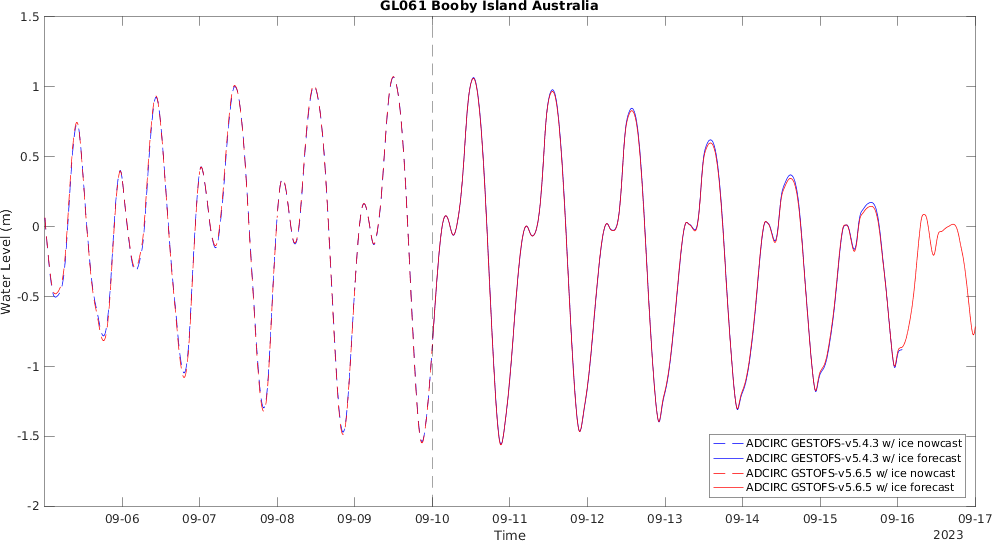 GL061 Booby Island Australia
1.5
1
0.5
0
-0.5
-1
-1.5
-2
Water Level (m)
ADCIRC GESTOFS-v5.4.3 w/ ice nowcast
ADCIRC GESTOFS-v5.4.3 w/ ice forecast
ADCIRC GSTOFS-v5.6.5 w/ ice nowcast
ADCIRC GSTOFS-v5.6.5 w/ ice forecast
09-06 09-07 09-08 09-09 09-10 09-11 09-12 09-13 09-14 09-15 09-16 09-17
Time
2023